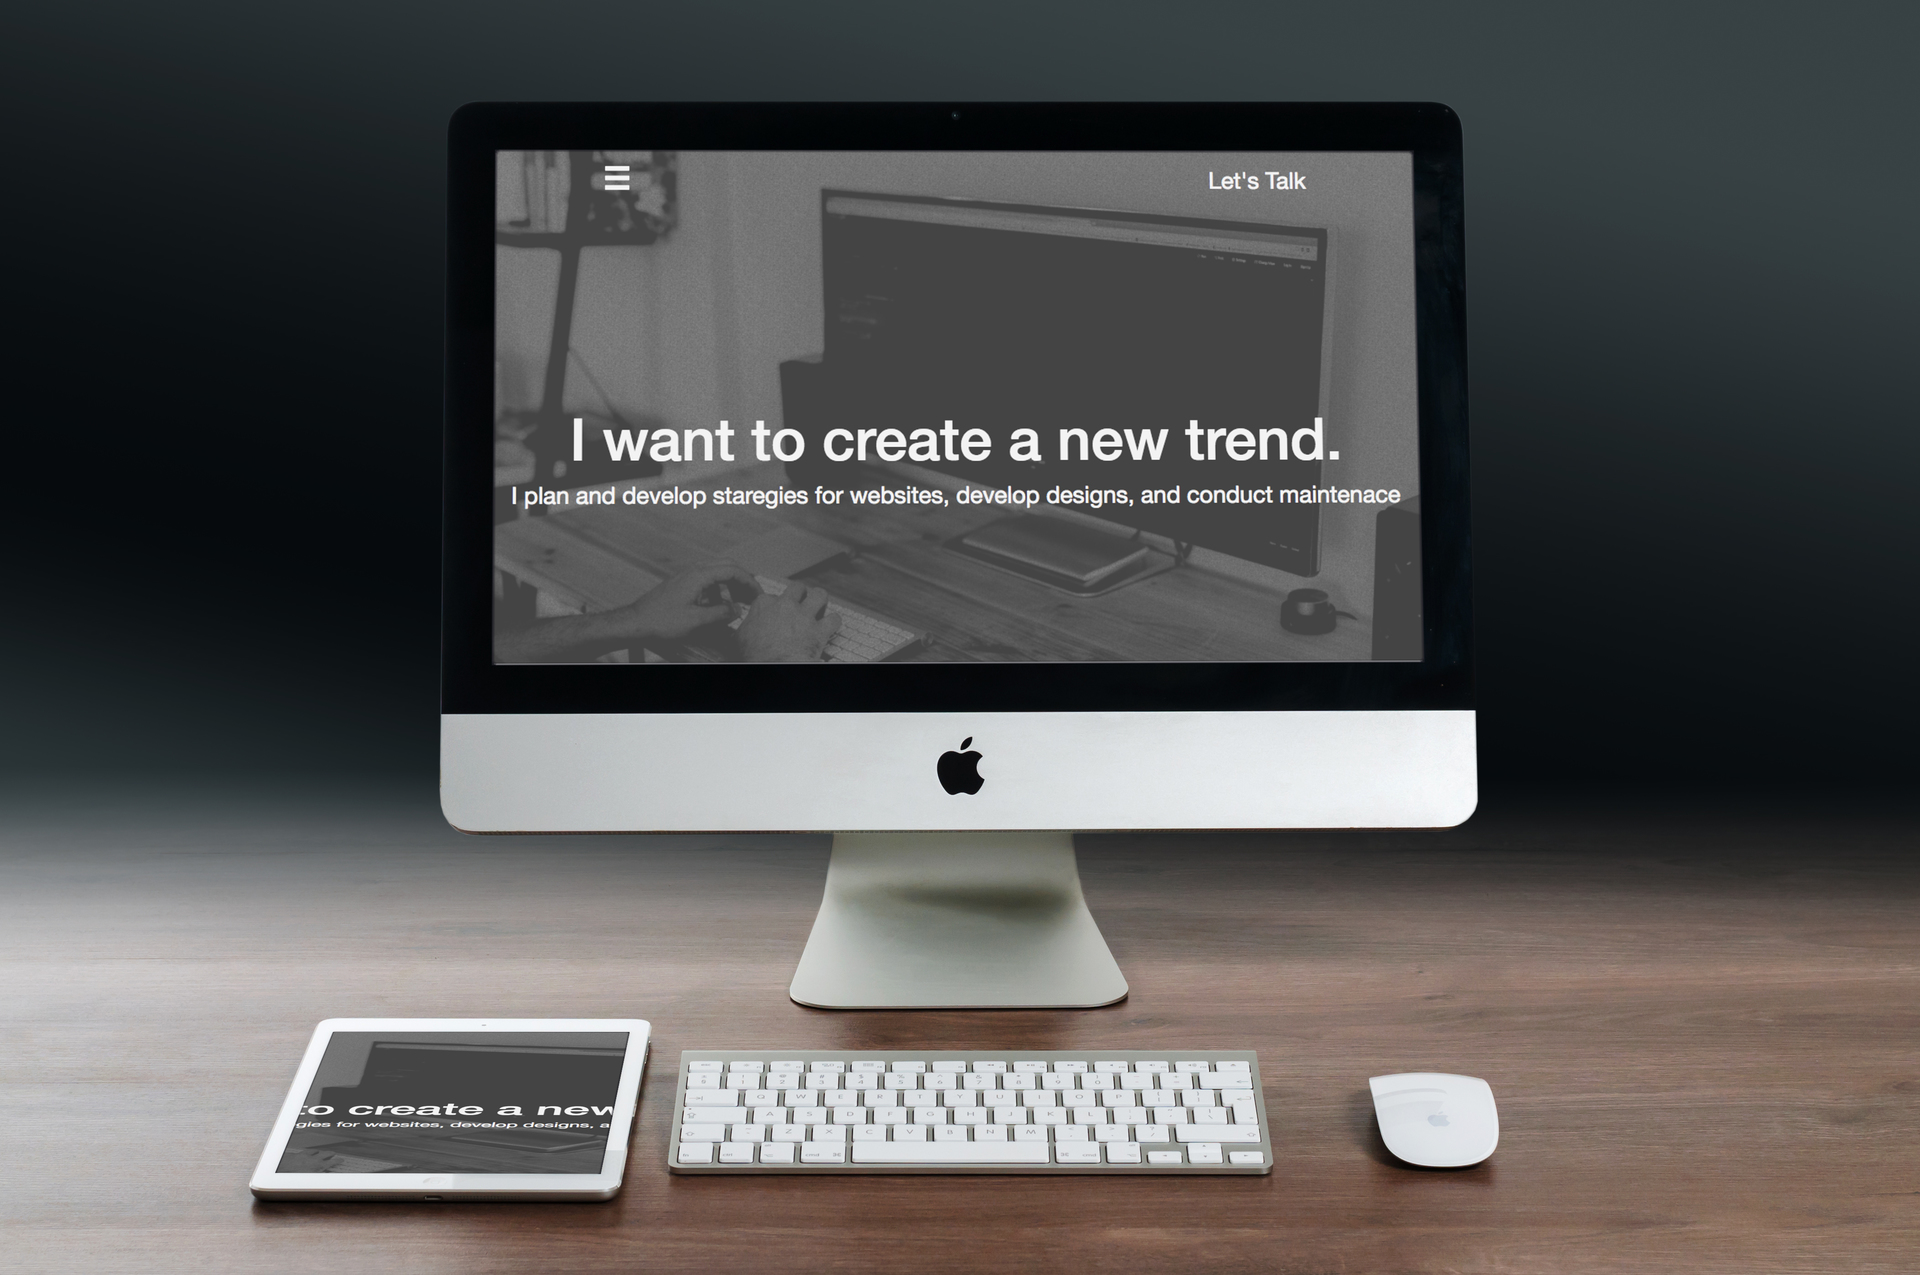 Let's Talk
I want to create a new trend.
I plan and develop staregies for websites, develop designs, and conduct maintenace
to create a new
gies for websites, develop designs, a